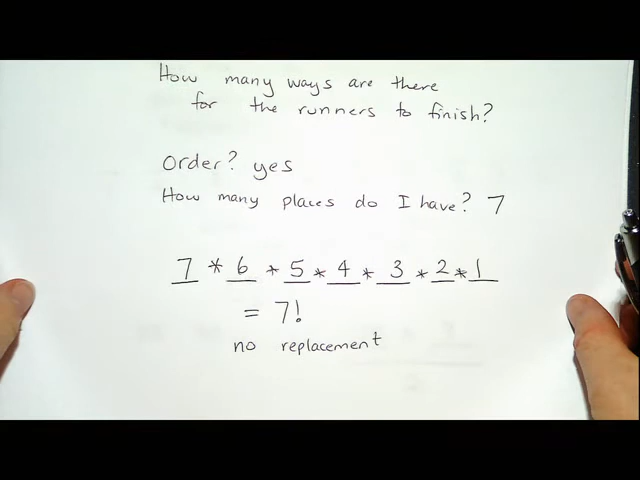 How many ways are there
for the runners to finish?
Order? yes
How many places do I have? 7
7 * 6 * 5 * 4 * 3 * 2 * 1
= 7!
no replacement